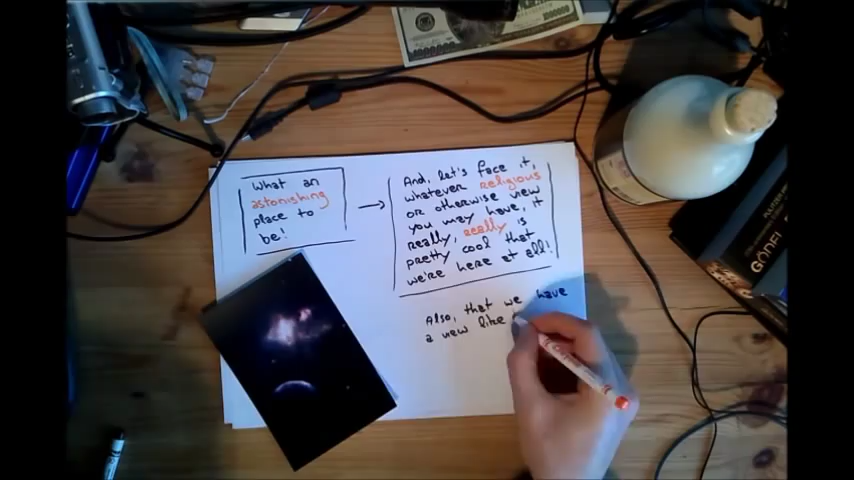 What an
astonishing
place to
be!
And, let's face it,
whatever religious
or otherwise view
you may have, it
really, really is
pretty cool that
we're here at all!
Also, that we have
a view like
GÖDEL